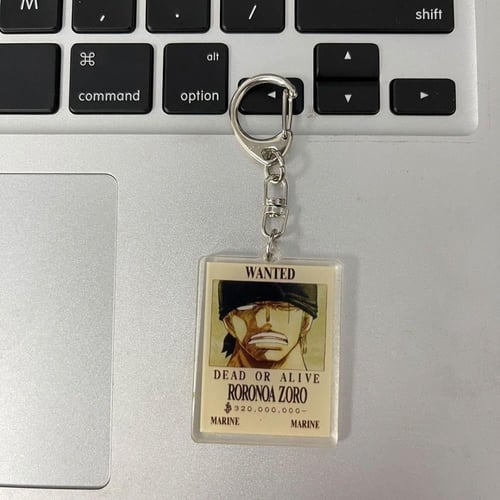 M , . / shift
⌘ alt
command option
◀ ▲ ▼ ▶
WANTED
DEAD OR ALIVE
RORONOA ZORO
฿320,000,000-
MARINE MARINE